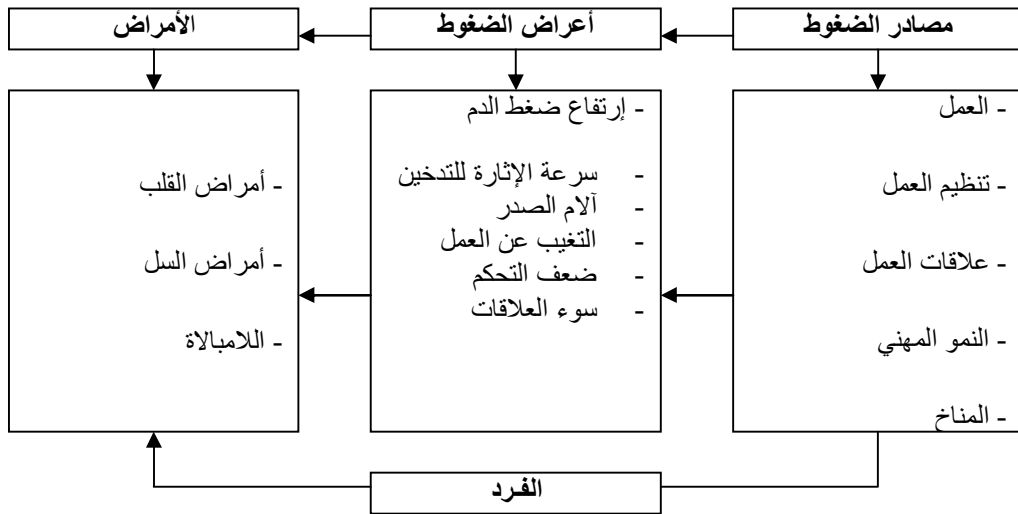 مصادر الضغوط
أعراض الضغوط
الأمراض
- العمل
- تنظيم العمل
- علاقات العمل
- النمو المهني
- المناخ
- إرتفاع ضغط الدم
- سرعة الإثارة للتدخين
- آلام الصدر
- التغيب عن العمل
- ضعف التحكم
- سوء العلاقات
- أمراض القلب
- أمراض السل
- اللامبالاة
الفـرد